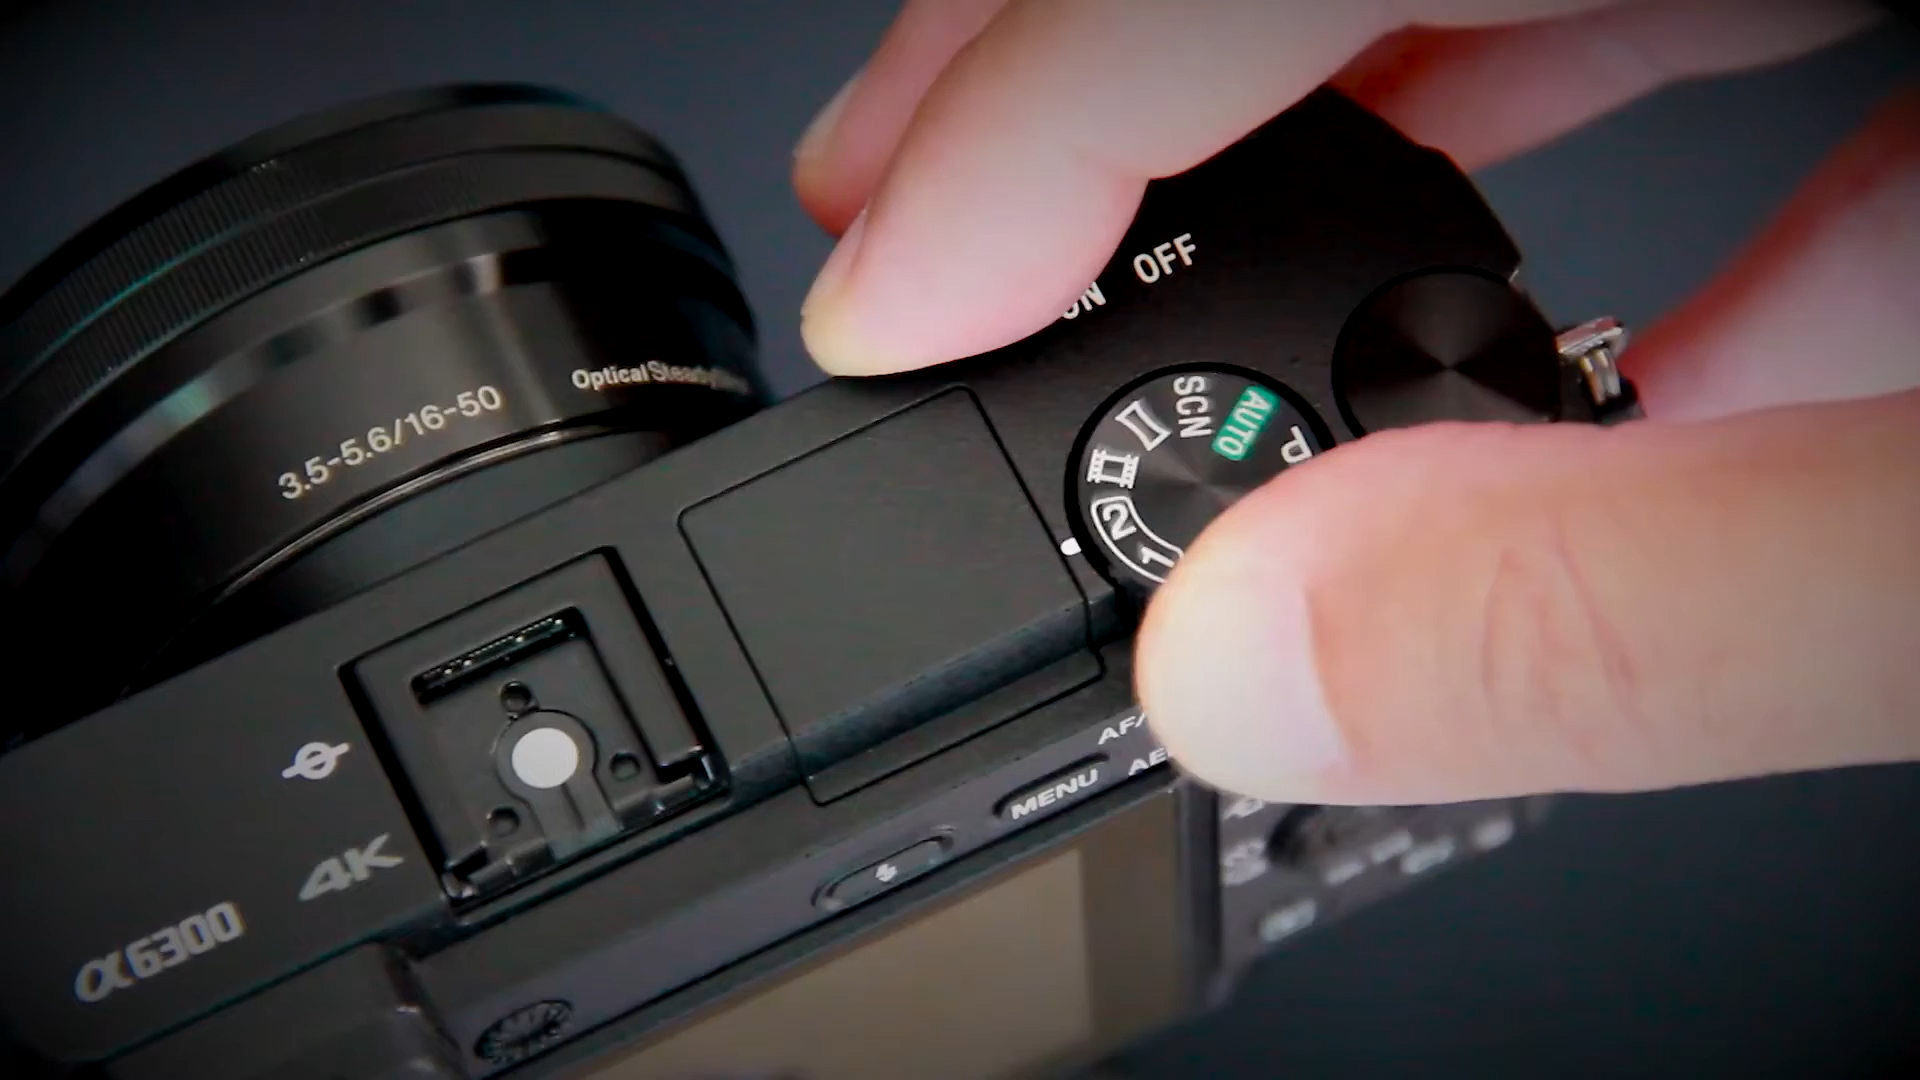 OFF
ON
SCN
AUTO
P
Optical SteadyShot
3.5-5.6/16-50
2
1
AF/
MENU
AE
4K
α6300